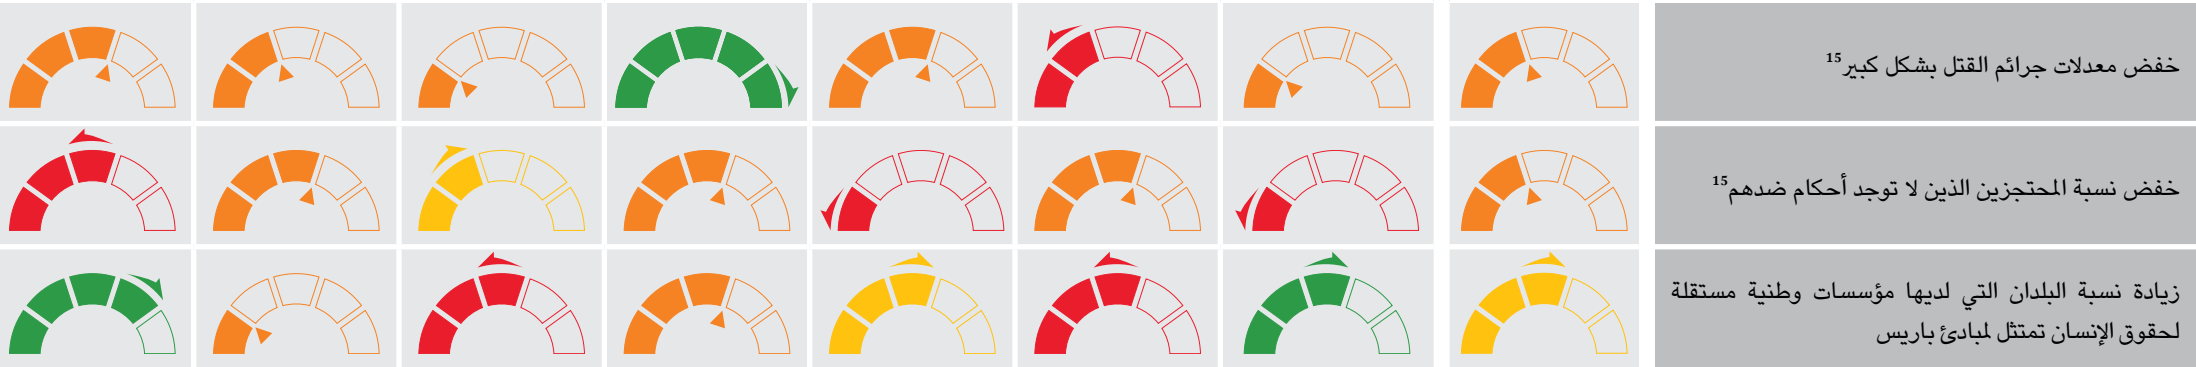 خفض معدلات جرائم القتل بشكل كبير¹⁵
خفض نسبة المحتجزين الذين لا توجد أحكام ضدهم¹⁵
زيادة نسبة البلدان التي لديها مؤسسات وطنية مستقلة
لحقوق الإنسان تمتثل لمبادئ باريس